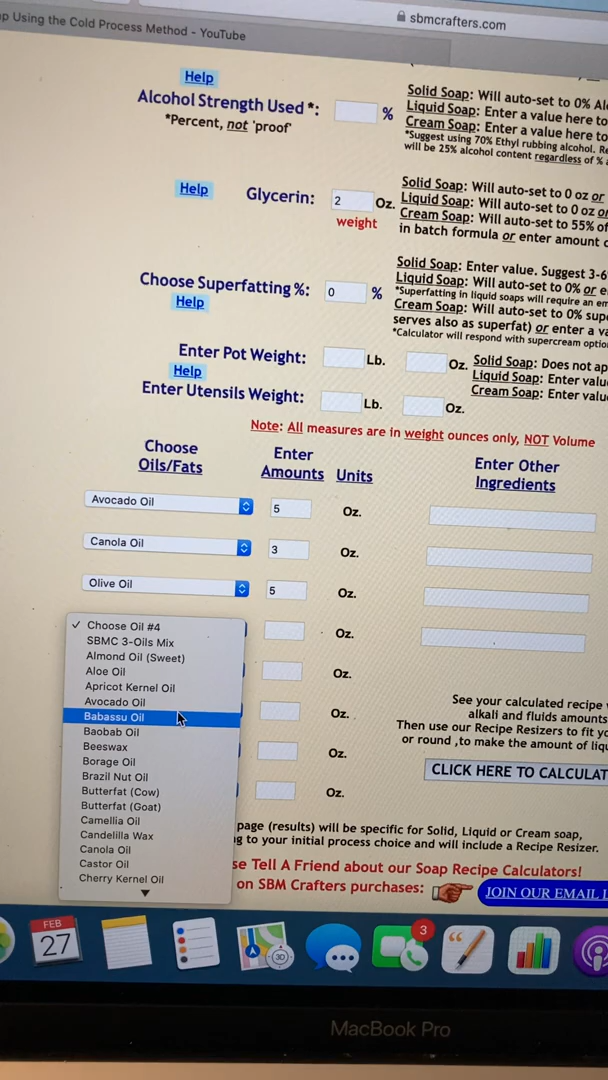 sbmcrafters.com
p Using the Cold Process Method - YouTube
Help
Alcohol Strength Used *:
%
*Percent, not 'proof'
Solid Soap: Will auto-set to 0%
Liquid Soap: Enter a value here
Cream Soap: Enter a value here to
*Suggest using 70% Ethyl rubbing alcohol.
will be 25% alcohol content regardless of %
Help
Glycerin:
2
Oz.
weight
Solid Soap: Will auto-set to 0 oz or
Liquid Soap: Will auto-set to 0 oz or
Cream Soap: Will auto-set to 55% of
in batch formula or enter amount
Choose Superfatting %:
0
%
Help
Solid Soap: Enter value. Suggest 3-6
Liquid Soap: Will auto-set to 0% or
*Superfatting in liquid soaps will require an
Cream Soap: Will auto-set to 0%
serves also as superfat) or enter a
*Calculator will respond with supercream
Enter Pot Weight:
Lb.
Oz.
Solid Soap: Does not
Help
Liquid Soap: Enter
Enter Utensils Weight:
Lb.
Oz.
Cream Soap: Enter
Note: All measures are in weight ounces only, NOT Volume
Choose
Oils/Fats
Enter
Amounts
Units
Enter Other
Ingredients
Avocado Oil
5
Oz.
Canola Oil
3
Oz.
Olive Oil
5
Oz.
✓ Choose Oil #4
Oz.
SBMC 3-Oils Mix
Almond Oil (Sweet)
Aloe Oil
Oz.
Apricot Kernel Oil
Avocado Oil
Babassu Oil
Oz.
Baobab Oil
Beeswax
Oz.
Borage Oil
Brazil Nut Oil
Butterfat (Cow)
Oz.
Butterfat (Goat)
Camellia Oil
Candelilla Wax
Canola Oil
Castor Oil
Cherry Kernel Oil
See your calculated recipe
alkali and fluids amounts
Then use our Recipe Resizers to fit
or round ,to make the amount of
CLICK HERE TO CALCULAT
page (results) will be specific for Solid, Liquid or Cream soap,
g to your initial process choice and will include a Recipe Resizer.
se Tell A Friend about our Soap Recipe Calculators!
on SBM Crafters purchases:
JOIN OUR EMAIL
FEB
27
3D
3
MacBook Pro